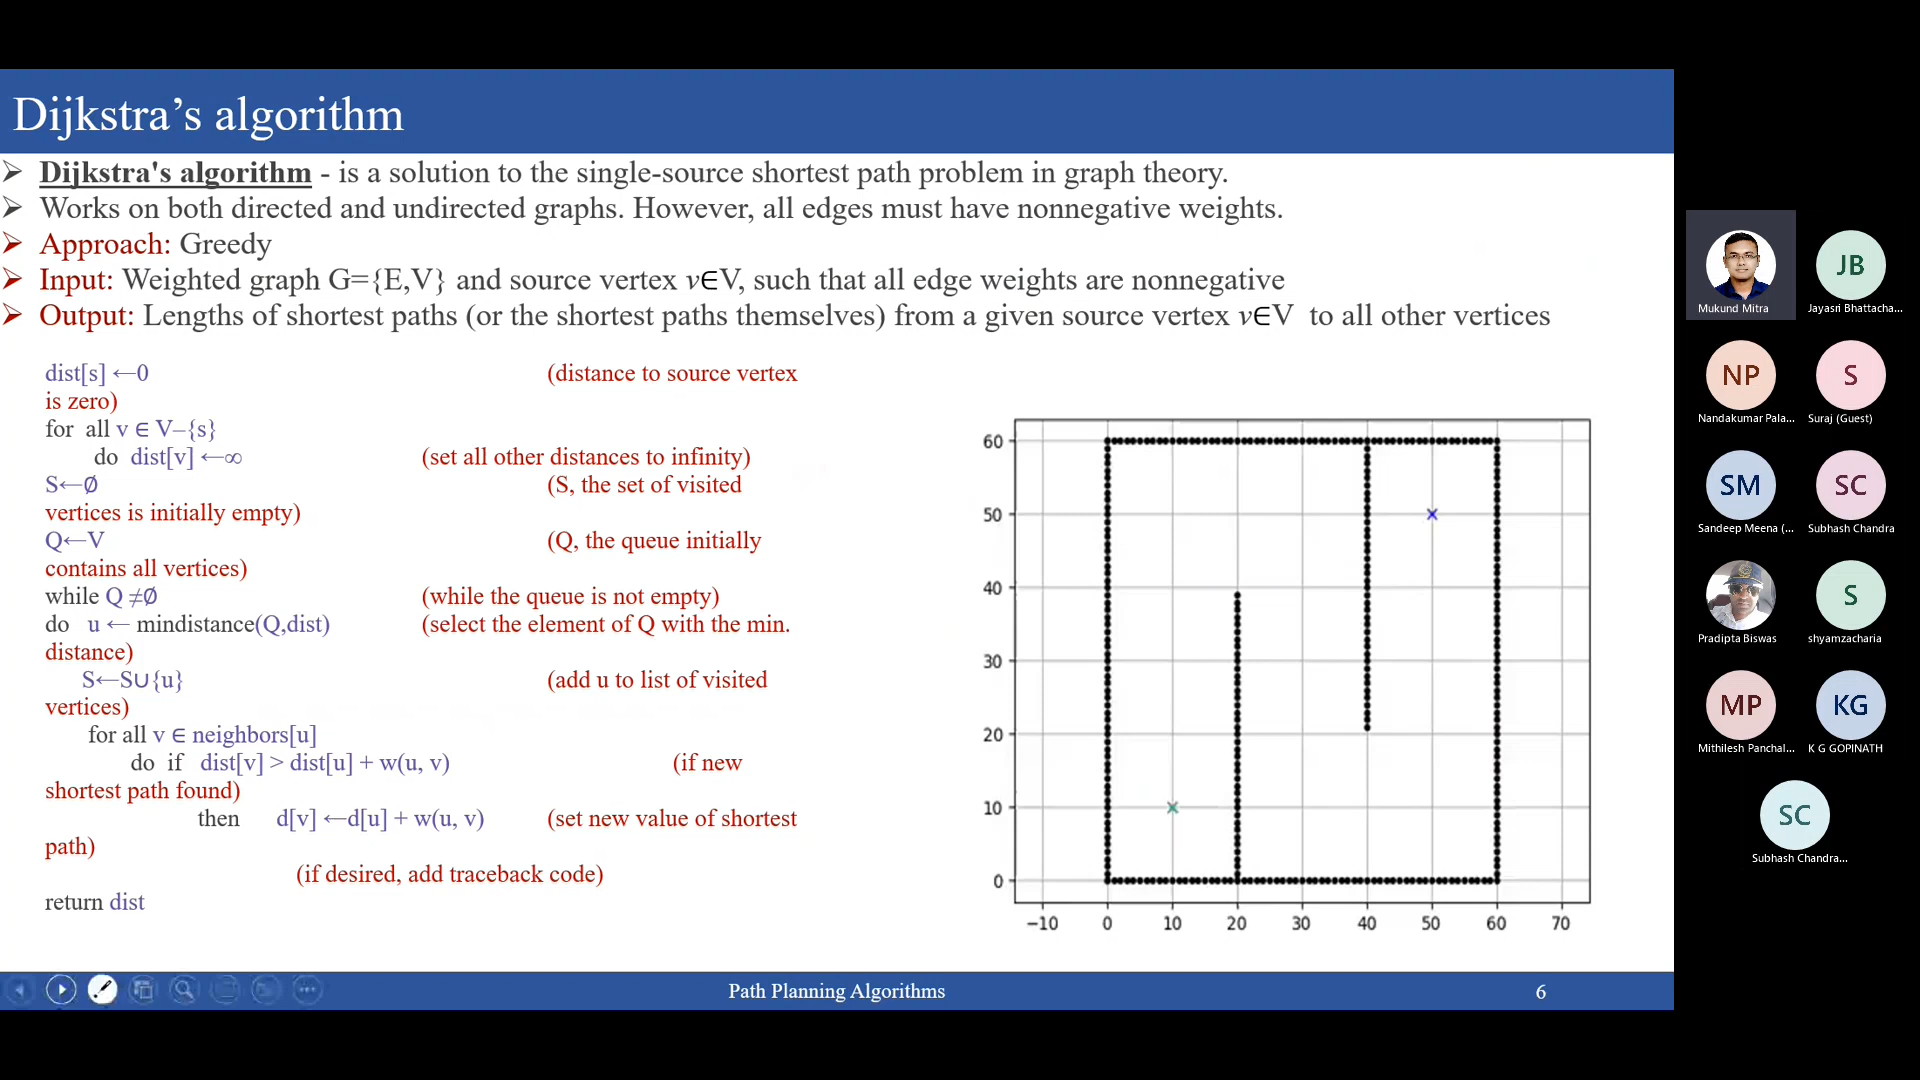 Dijkstra’s algorithm
➢ Dijkstra's algorithm - is a solution to the single-source shortest path problem in graph theory.
➢ Works on both directed and undirected graphs. However, all edges must have nonnegative weights.
➢ Approach: Greedy
➢ Input: Weighted graph G={E,V} and source vertex v∈V, such that all edge weights are nonnegative
➢ Output: Lengths of shortest paths (or the shortest paths themselves) from a given source vertex v∈V to all other vertices
dist[s] ←0 (distance to source vertex
is zero)
for all v ∈ V–{s}
do dist[v] ←∞ (set all other distances to infinity)
S←∅ (S, the set of visited
vertices is initially empty)
Q←V (Q, the queue initially
contains all vertices)
while Q ≠∅ (while the queue is not empty)
do u ← mindistance(Q,dist) (select the element of Q with the min.
distance)
S←S∪{u} (add u to list of visited
vertices)
for all v ∈ neighbors[u]
do if dist[v] > dist[u] + w(u, v) (if new
shortest path found)
then d[v] ←d[u] + w(u, v) (set new value of shortest
path)
(if desired, add traceback code)
return dist
60
50
40
30
20
10
0
−10 0 10 20 30 40 50 60 70
Path Planning Algorithms 6
JB
Mukund Mitra Jayasri Bhattacha...
NP S
Nandakumar Pala... Suraj (Guest)
SM SC
Sandeep Meena (... Subhash Chandra
S
Pradipta Biswas shyamzacharia
MP KG
Mithilesh Panchal... K G GOPINATH
SC
Subhash Chandra...